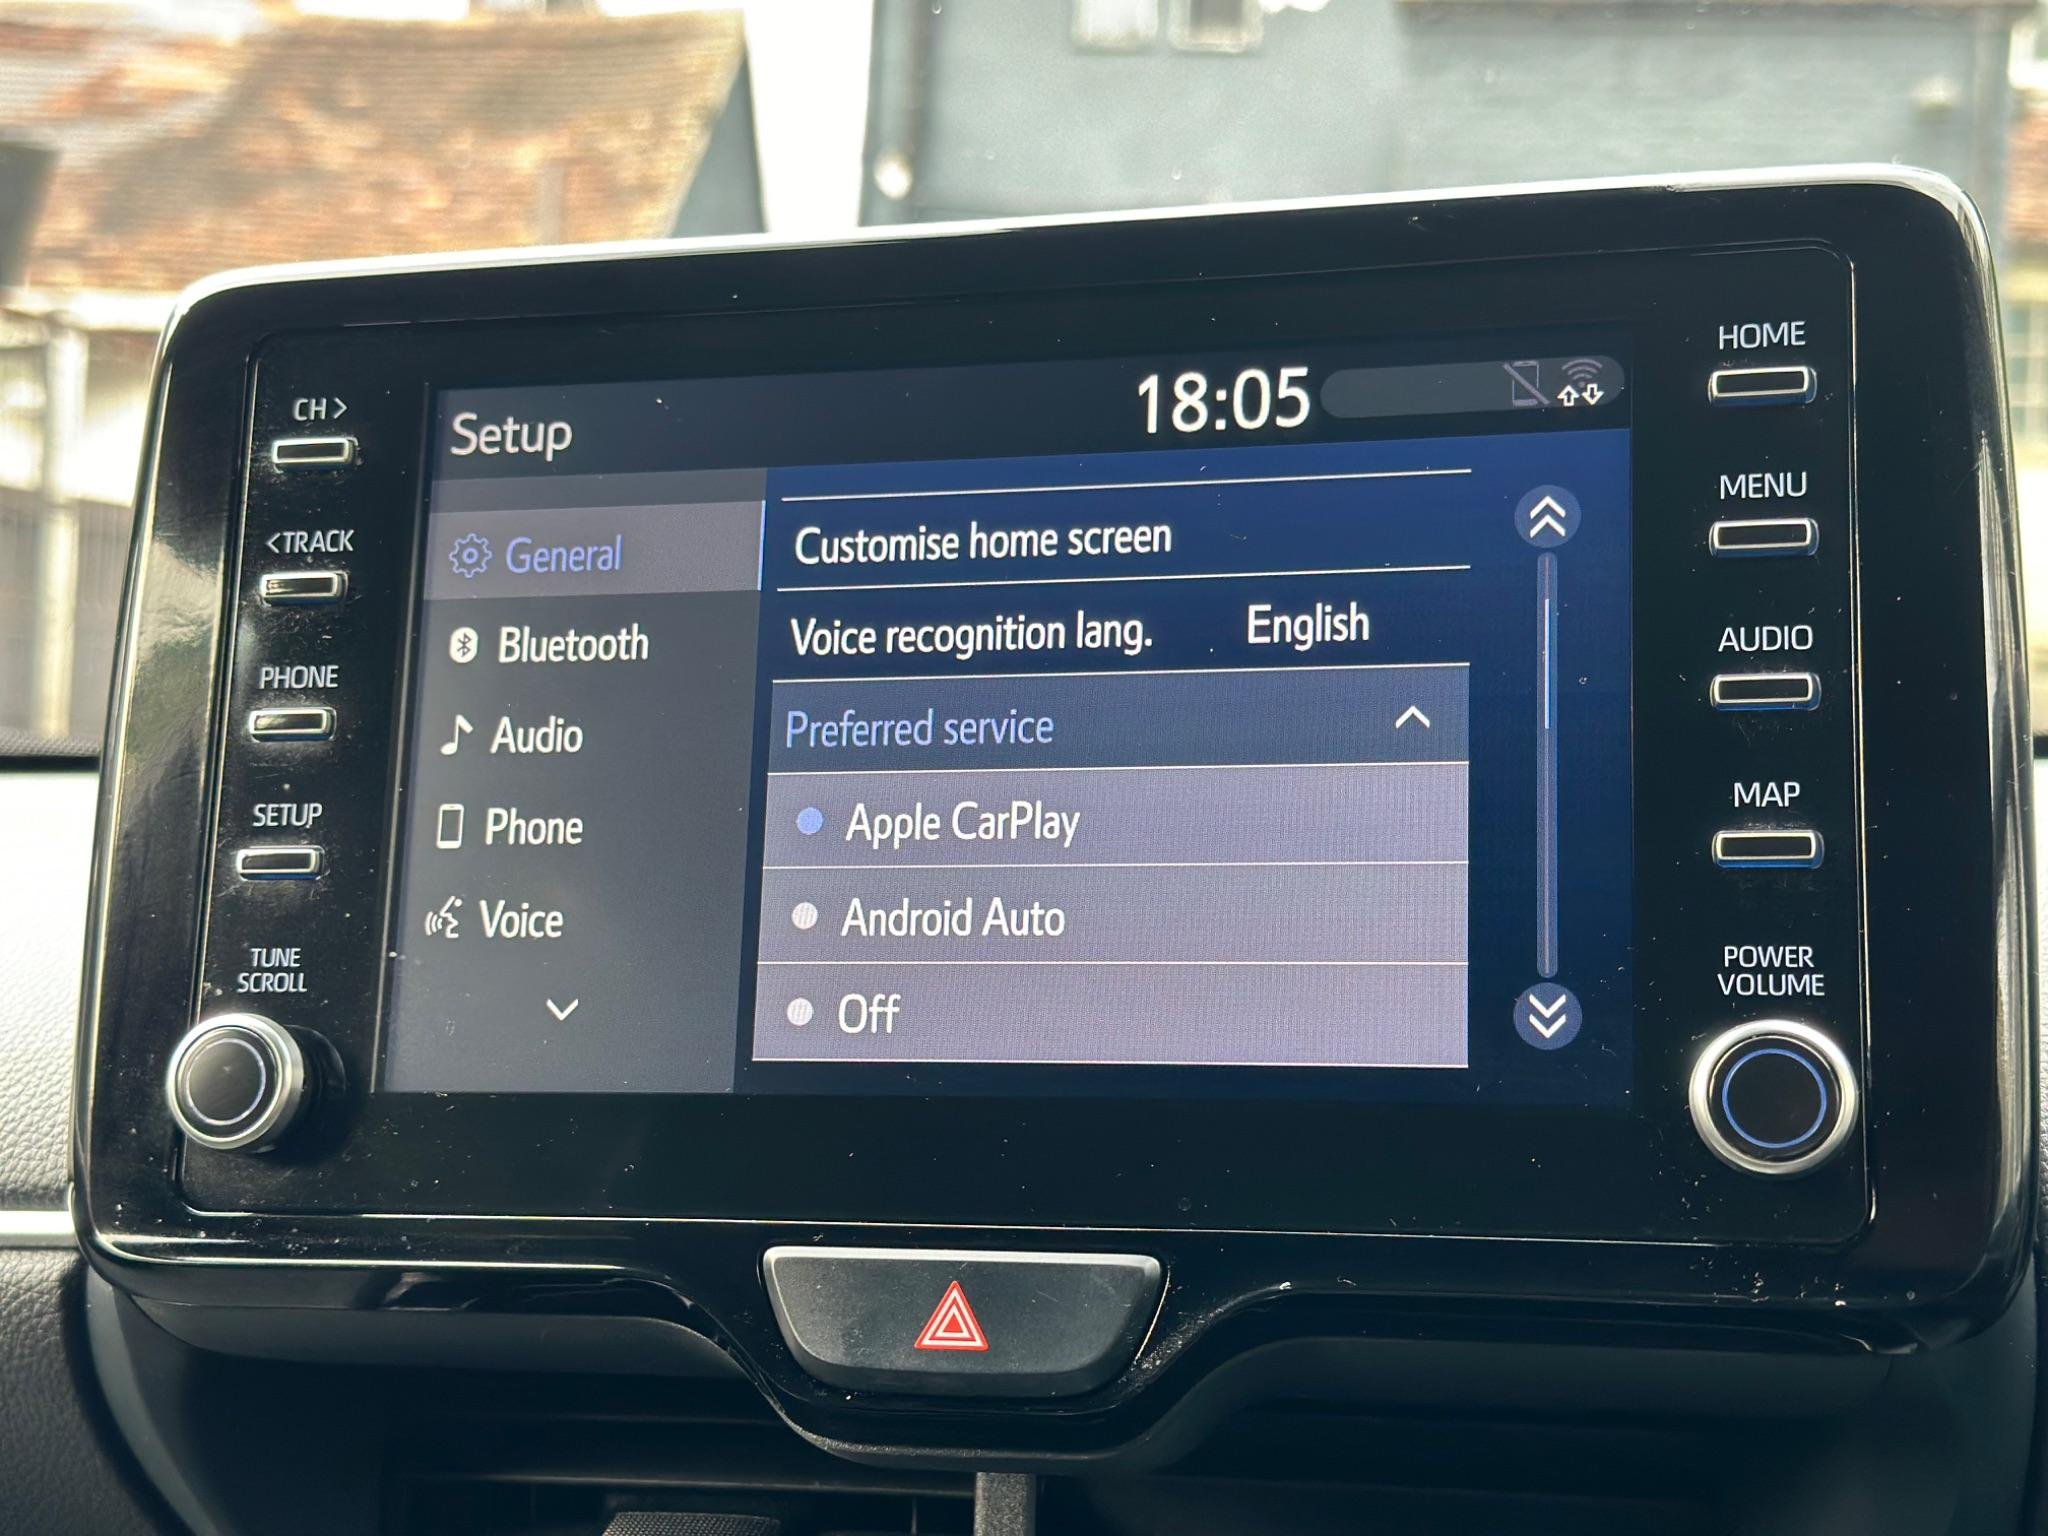 CH>
<TRACK
PHONE
SETUP
TUNE
SCROLL
Setup
18:05
General
Bluetooth
Audio
Phone
Voice
Customise home screen
Voice recognition lang. English
Preferred service
Apple CarPlay
Android Auto
Off
HOME
MENU
AUDIO
MAP
POWER
VOLUME